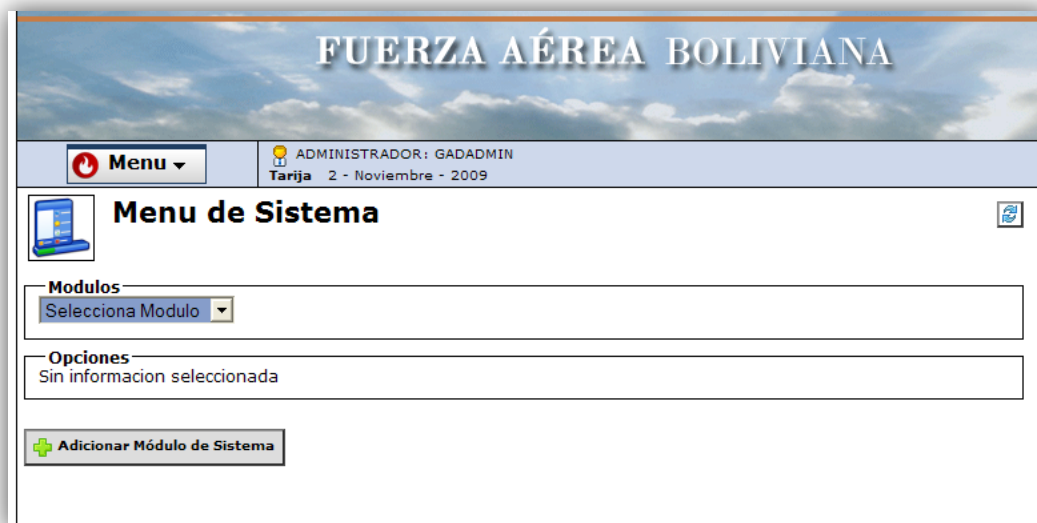 FUERZA AÉREA BOLIVIANA
Menu
ADMINISTRADOR: GADADMIN
Tarija 2 - Noviembre - 2009
Menu de Sistema
Modulos
Selecciona Modulo
Opciones
Sin informacion seleccionada
Adicionar Módulo de Sistema